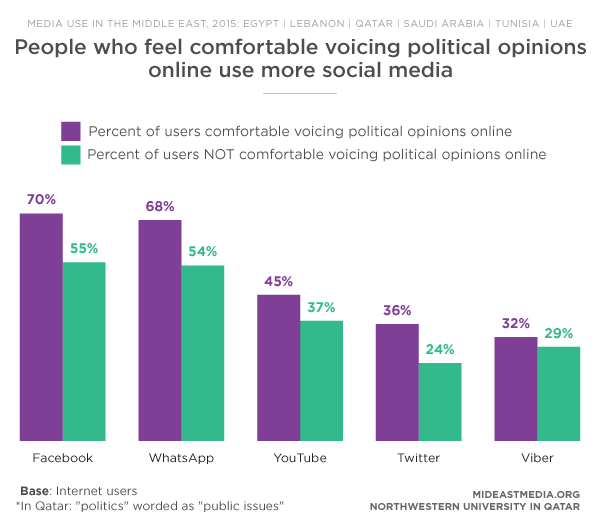 MEDIA USE IN THE MIDDLE EAST, 2015: EGYPT | LEBANON | QATAR | SAUDI ARABIA | TUNISIA | UAE
People who feel comfortable voicing political opinions
online use more social media
Percent of users comfortable voicing political opinions online
Percent of users NOT comfortable voicing political opinions online
70%
55%
68%
54%
45%
37%
36%
24%
32%
29%
Facebook
WhatsApp
YouTube
Twitter
Viber
Base: Internet users
*In Qatar: "politics" worded as "public issues"
MIDEASTMEDIA.ORG
NORTHWESTERN UNIVERSITY IN QATAR